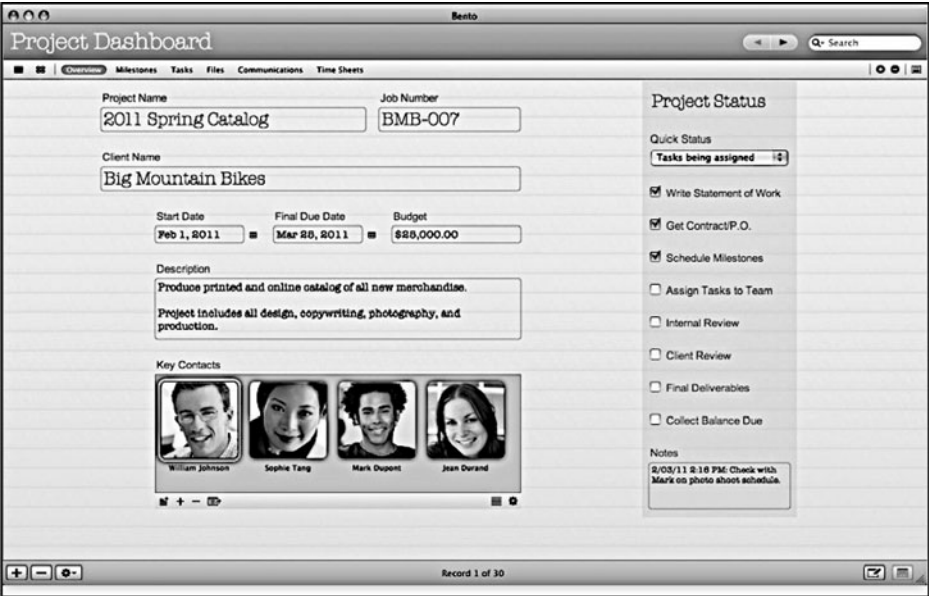 Bento
Project Dashboard
Search
Overview Milestones Tasks Files Communications Time Sheets
Project Name Job Number
2011 Spring Catalog BMB-007
Client Name
Big Mountain Bikes
Start Date Final Due Date Budget
Feb 1, 2011 Mar 25, 2011 $25,000.00
Description
Produce printed and online catalog of all new merchandise.
Project includes all design, copywriting, photography, and
production.
Key Contacts
William Johnson Sophie Tang Mark Dupont Jean Durand
Project Status
Quick Status
Tasks being assigned
Write Statement of Work
Get Contract/P.O.
Schedule Milestones
Assign Tasks to Team
Internal Review
Client Review
Final Deliverables
Collect Balance Due
Notes
2/03/11 2:16 PM: Check with
Mark on photo shoot schedule.
Record 1 of 30